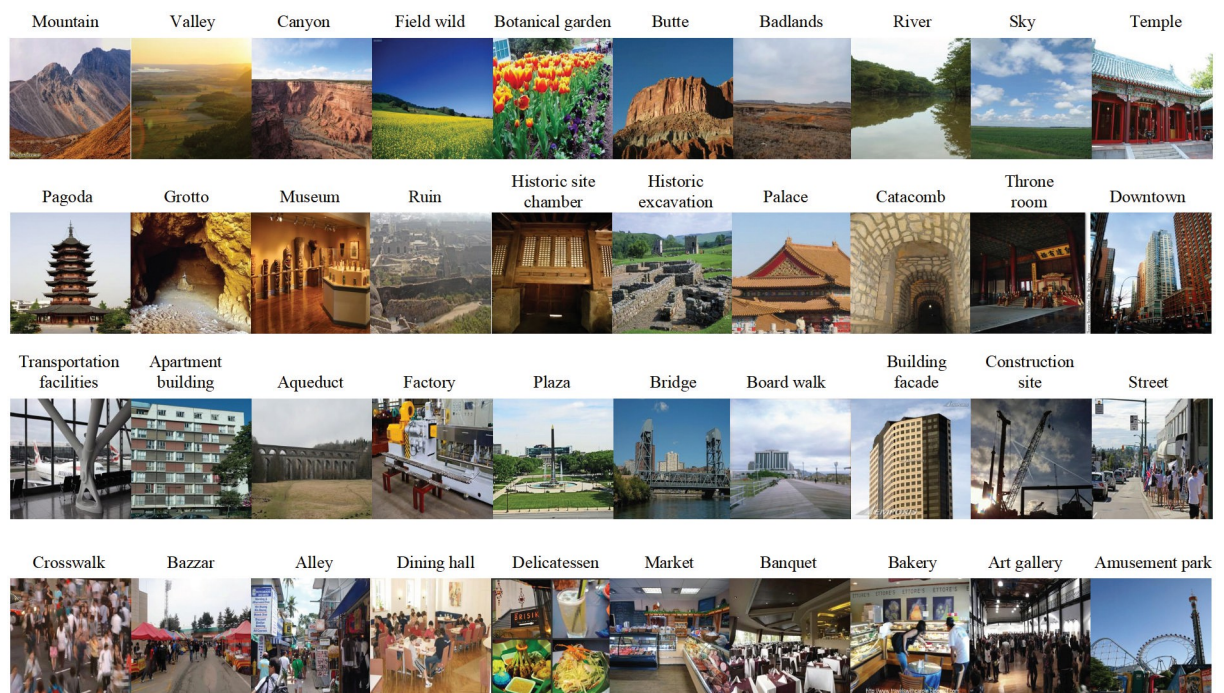 Mountain
Valley
Canyon
Field wild
Botanical garden
Butte
Badlands
River
Sky
Temple
Pagoda
Grotto
Museum
Ruin
Historic site
chamber
Historic
excavation
Palace
Catacomb
Throne
room
Downtown
Transportation
facilities
Apartment
building
Aqueduct
Factory
Plaza
Bridge
Board walk
Building
facade
Construction
site
Street
Crosswalk
Bazzar
Alley
Dining hall
Delicatessen
Market
Banquet
Bakery
Art gallery
Amusement park